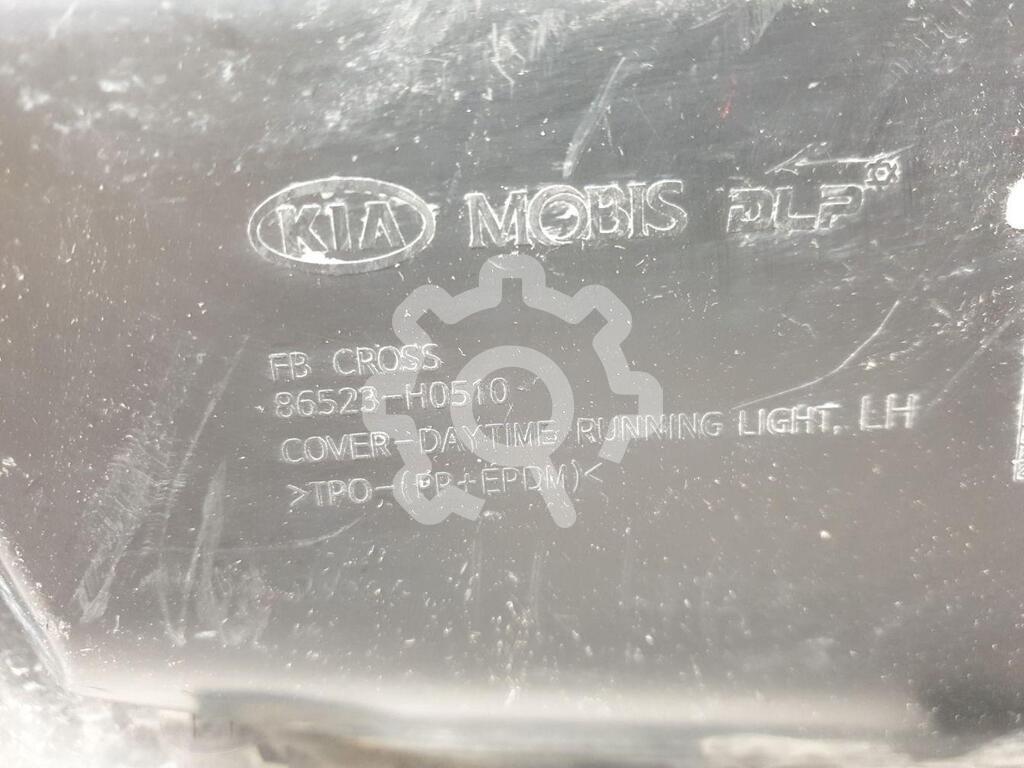 KIA MOBIS DLP
FB CROSS
86523-H0510
COVER-DAYTIME RUNNING LIGHT, LH
>TPO-(PP+EPDM)<